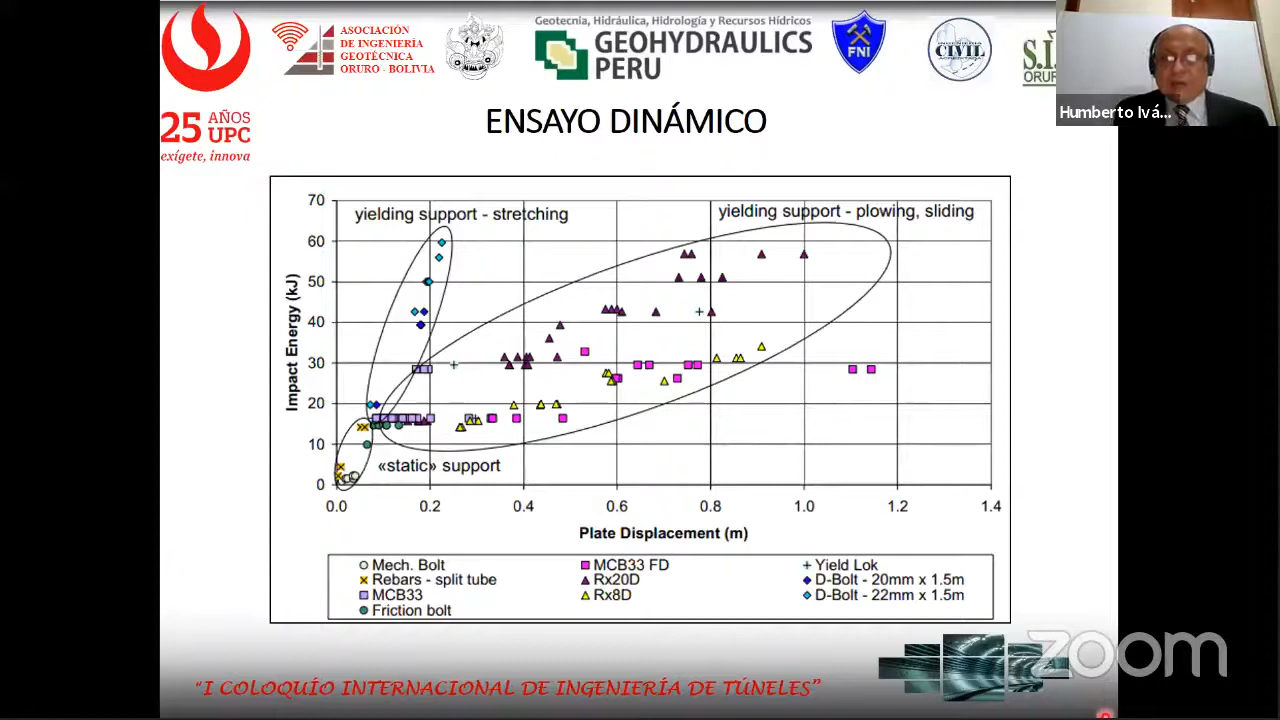 25 AÑOS UPC
exígete, innova
ASOCIACIÓN
DE INGENIERÍA
GEOTÉCNICA
ORURO - BOLIVIA
Geotecnia, Hidráulica, Hidrología y Recursos Hídricos
GEOHYDRAULICS
PERU
FNI
CIVIL
ORUR
Humberto Ivá...
ENSAYO DINÁMICO
yielding support - stretching
yielding support - plowing, sliding
«static» support
Impact Energy (kJ)
70
60
50
40
30
20
10
0
0.0 0.2 0.4 0.6 0.8 1.0 1.2 1.4
Plate Displacement (m)
Mech. Bolt MCB33 FD Yield Lok
Rebars - split tube Rx20D D-Bolt - 20mm x 1.5m
MCB33 Rx8D D-Bolt - 22mm x 1.5m
Friction bolt
zoom
"I COLOQUÍO INTERNACIONAL DE INGENIERÍA DE TÚNELES"